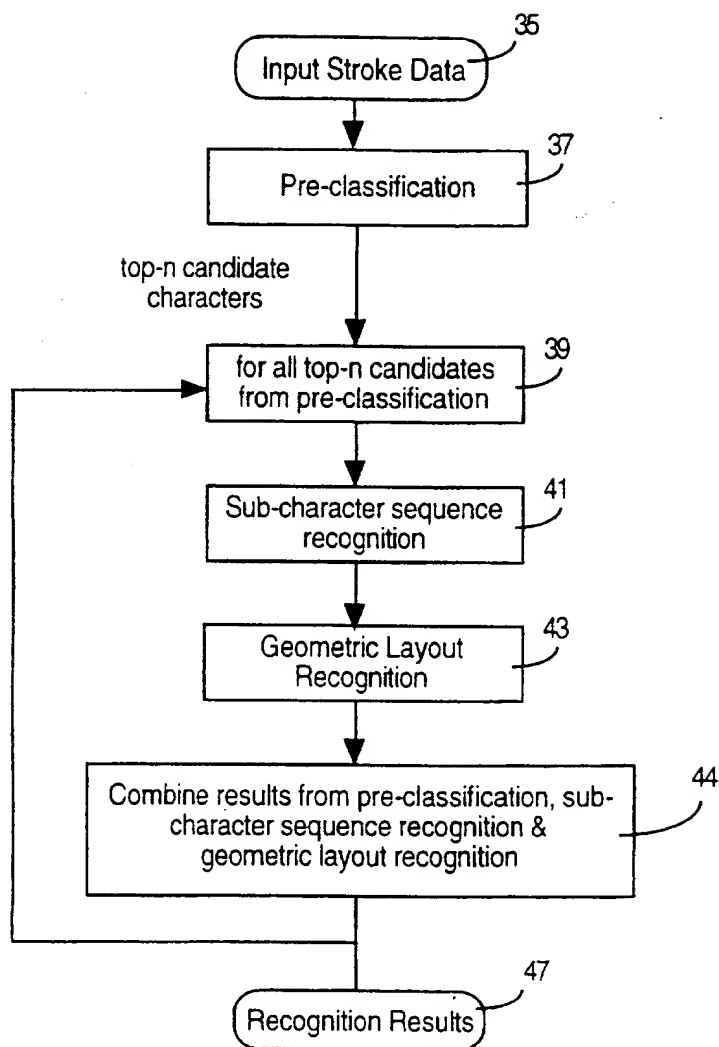 35
Input Stroke Data
37
Pre-classification
top-n candidate
characters
39
for all top-n candidates
from pre-classification
41
Sub-character sequence
recognition
43
Geometric Layout
Recognition
44
Combine results from pre-classification, sub-
character sequence recognition &
geometric layout recognition
47
Recognition Results